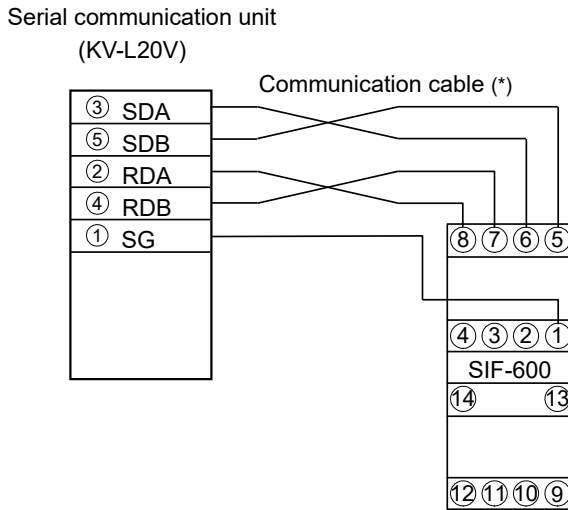 Serial communication unit
(KV-L20V)
Communication cable (*)
③ SDA
⑤ SDB
② RDA
④ RDB
① SG
⑧ ⑦ ⑥ ⑤
④ ③ ② ①
SIF-600
⑭ ⑬
⑫ ⑪ ⑩ ⑨